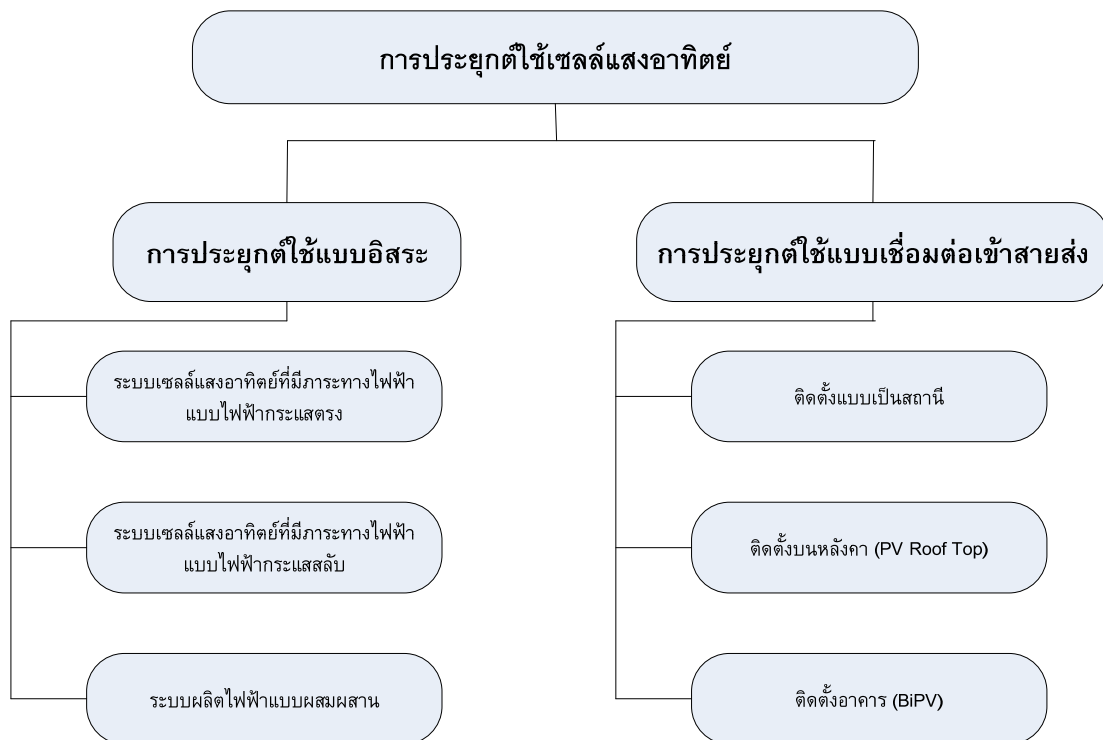 การประยุกต์ใช้เซลล์แสงอาทิตย์
การประยุกต์ใช้แบบอิสระ
ระบบเซลล์แสงอาทิตย์ที่มีภาระทางไฟฟ้า
แบบไฟฟ้ากระแสตรง
ระบบเซลล์แสงอาทิตย์ที่มีภาระทางไฟฟ้า
แบบไฟฟ้ากระแสสลับ
ระบบผลิตไฟฟ้าแบบผสมผสาน
การประยุกต์ใช้แบบเชื่อมต่อเข้าสายส่ง
ติดตั้งแบบเป็นสถานี
ติดตั้งบนหลังคา (PV Roof Top)
ติดตั้งอาคาร (BiPV)